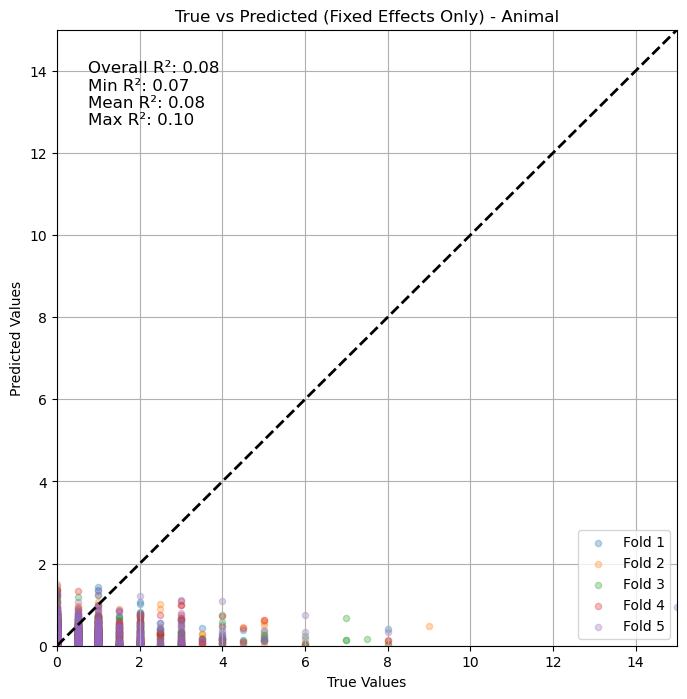 True vs Predicted (Fixed Effects Only) - Animal
Overall R²: 0.08
Min R²: 0.07
Mean R²: 0.08
Max R²: 0.10
14
12
10
8
6
4
2
0
Predicted Values
Fold 1
Fold 2
Fold 3
Fold 4
Fold 5
0 2 4 6 8 10 12 14
True Values